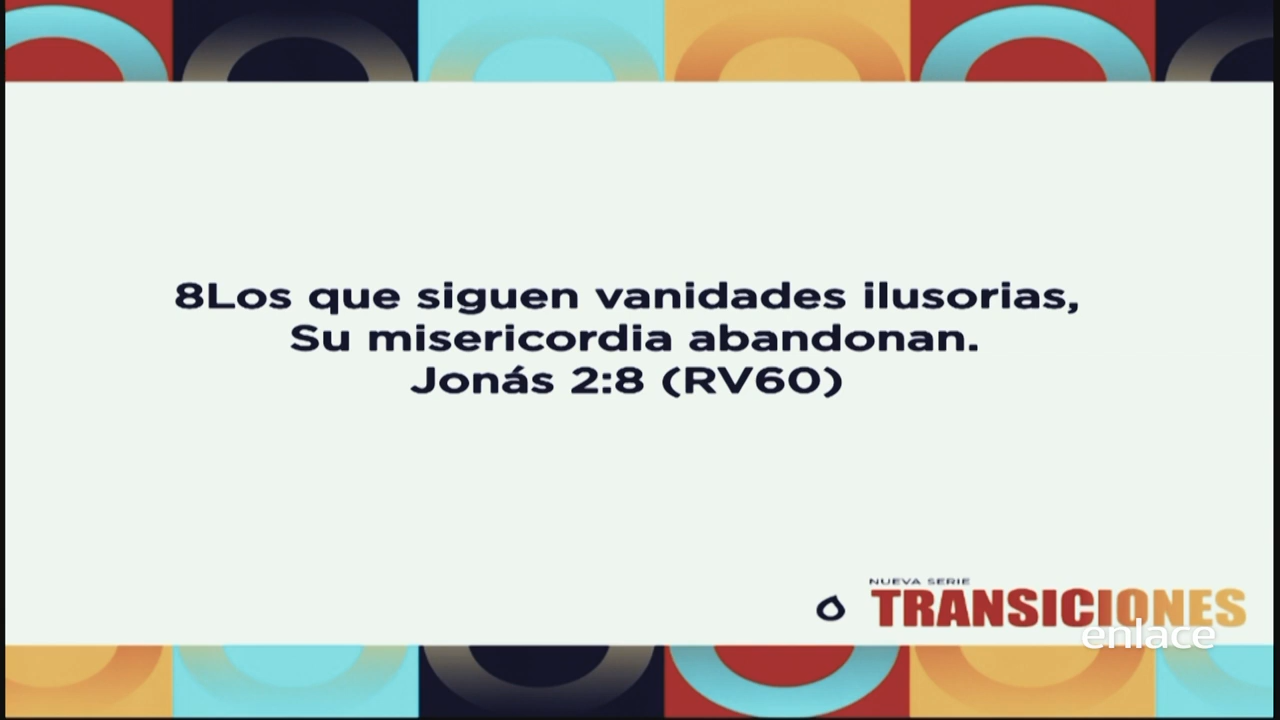 8Los que siguen vanidades ilusorias,
Su misericordia abandonan.
Jonás 2:8 (RV60)
NUEVA SERIE
TRANSICIONES
enlace